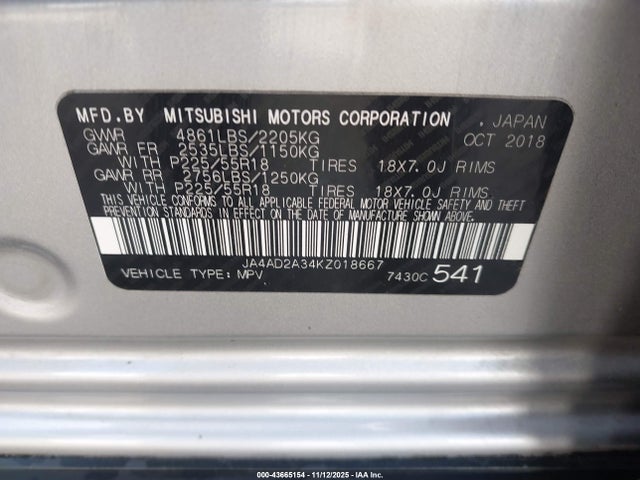 MFD.BY MITSUBISHI MOTORS CORPORATION . JAPAN
GVWR 4861LBS/2205KG OCT 2018
GAWR FR 2535LBS/1150KG
WITH P225/55R18 TIRES 18X7.0J RIMS
GAWR RR 2756LBS/1250KG
WITH P225/55R18 TIRES 18X7.0J RIMS
THIS VEHICLE CONFORMS TO ALL APPLICABLE FEDERAL MOTOR VEHICLE SAFETY AND THEFT
PREVENTION STANDARDS IN EFFECT ON THE DATE OF MANUFACTURE SHOWN ABOVE.
JA4AD2A34KZ018667
VEHICLE TYPE: MPV 7430C 541
000-43665154 - 11/12/2025 - IAA Inc.